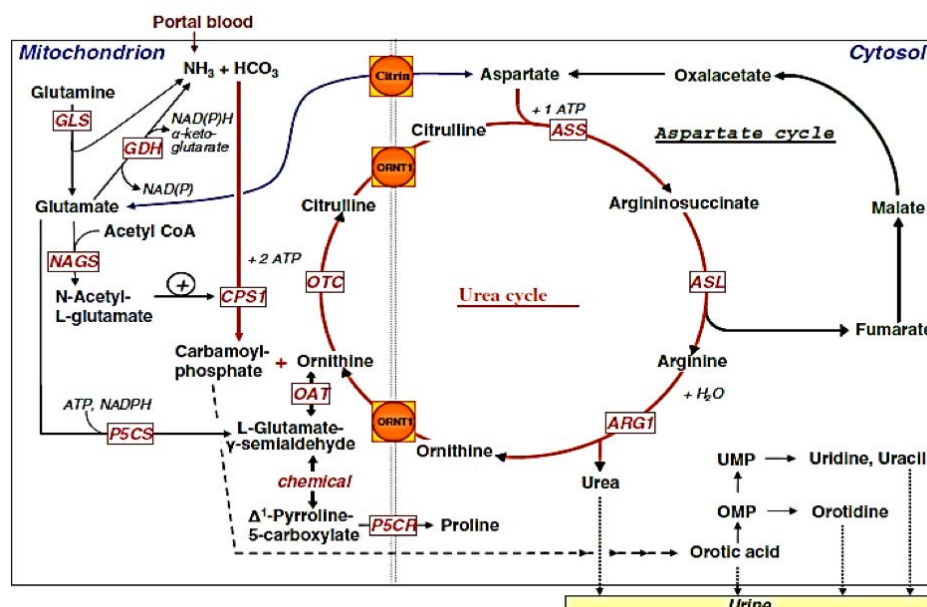 Portal blood
Mitochondrion
Cytosol
NH₃ + HCO₃
Citrin
Aspartate
Oxalacetate
Glutamine
GLS
NAD(P)H
α-keto-
glutarate
GDH
NAD(P)
+ 1 ATP
ASS
Citrulline
Aspartate cycle
ORNT1
Glutamate
Citrulline
Argininosuccinate
Malate
Acetyl CoA
NAGS
+ 2 ATP
N-Acetyl-
L-glutamate
+
CPS1
OTC
Urea cycle
ASL
Fumarate
Carbamoyl-
phosphate
+
Ornithine
Arginine
+ H₂O
OAT
ATP, NADPH
P5CS
L-Glutamate-
γ-semialdehyde
ORNT1
Ornithine
ARG1
Urea
UMP
Uridine, Uracil
chemical
Δ¹-Pyrroline-
5-carboxylate
P5CR
Proline
OMP
Orotidine
Orotic acid
Urine